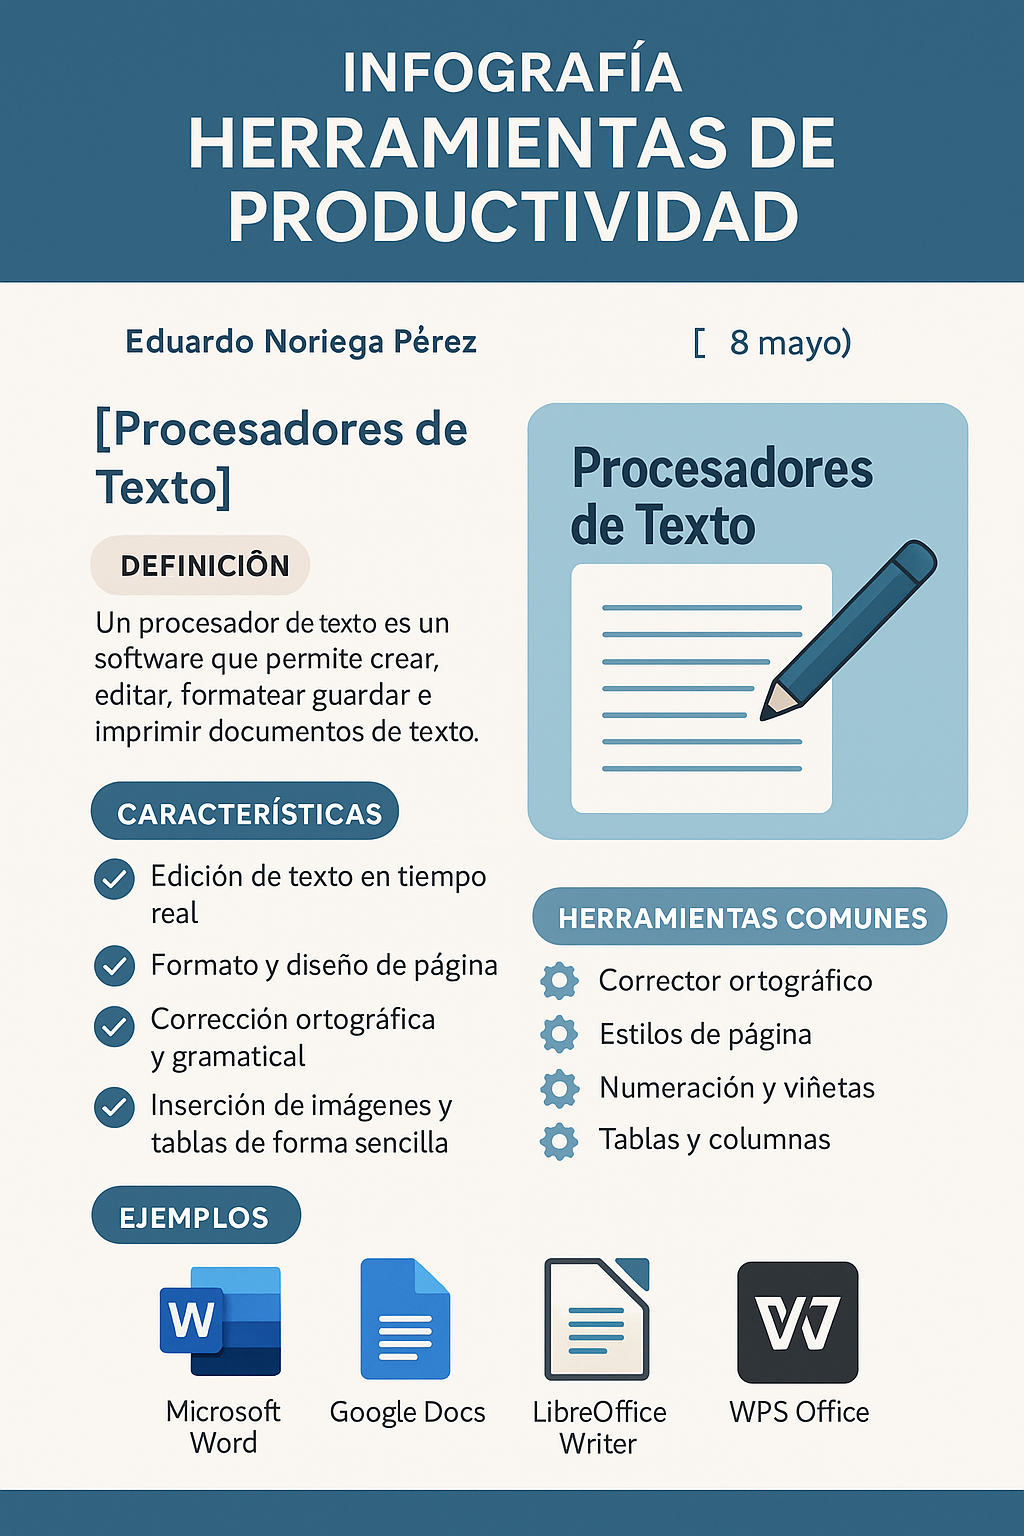 INFOGRAFÍA
HERRAMIENTAS DE
PRODUCTIVIDAD
Eduardo Noriega Pérez
[ 8 mayo)
[Procesadores de
Texto]
DEFINICIÔN
Un procesador de texto es un
software que permite crear,
editar, formatear guardar e
imprimir documentos de texto.
CARACTERÍSTICAS
Edición de texto en tiempo
real
Formato y diseño de página
Corrección ortográfica
y gramatical
Inserción de imágenes y
tablas de forma sencilla
Procesadores
de Texto
HERRAMIENTAS COMUNES
Corrector ortográfico
Estilos de página
Numeración y viñetas
Tablas y columnas
EJEMPLOS
W
Microsoft
Word
Google Docs
LibreOffice
Writer
W
WPS Office